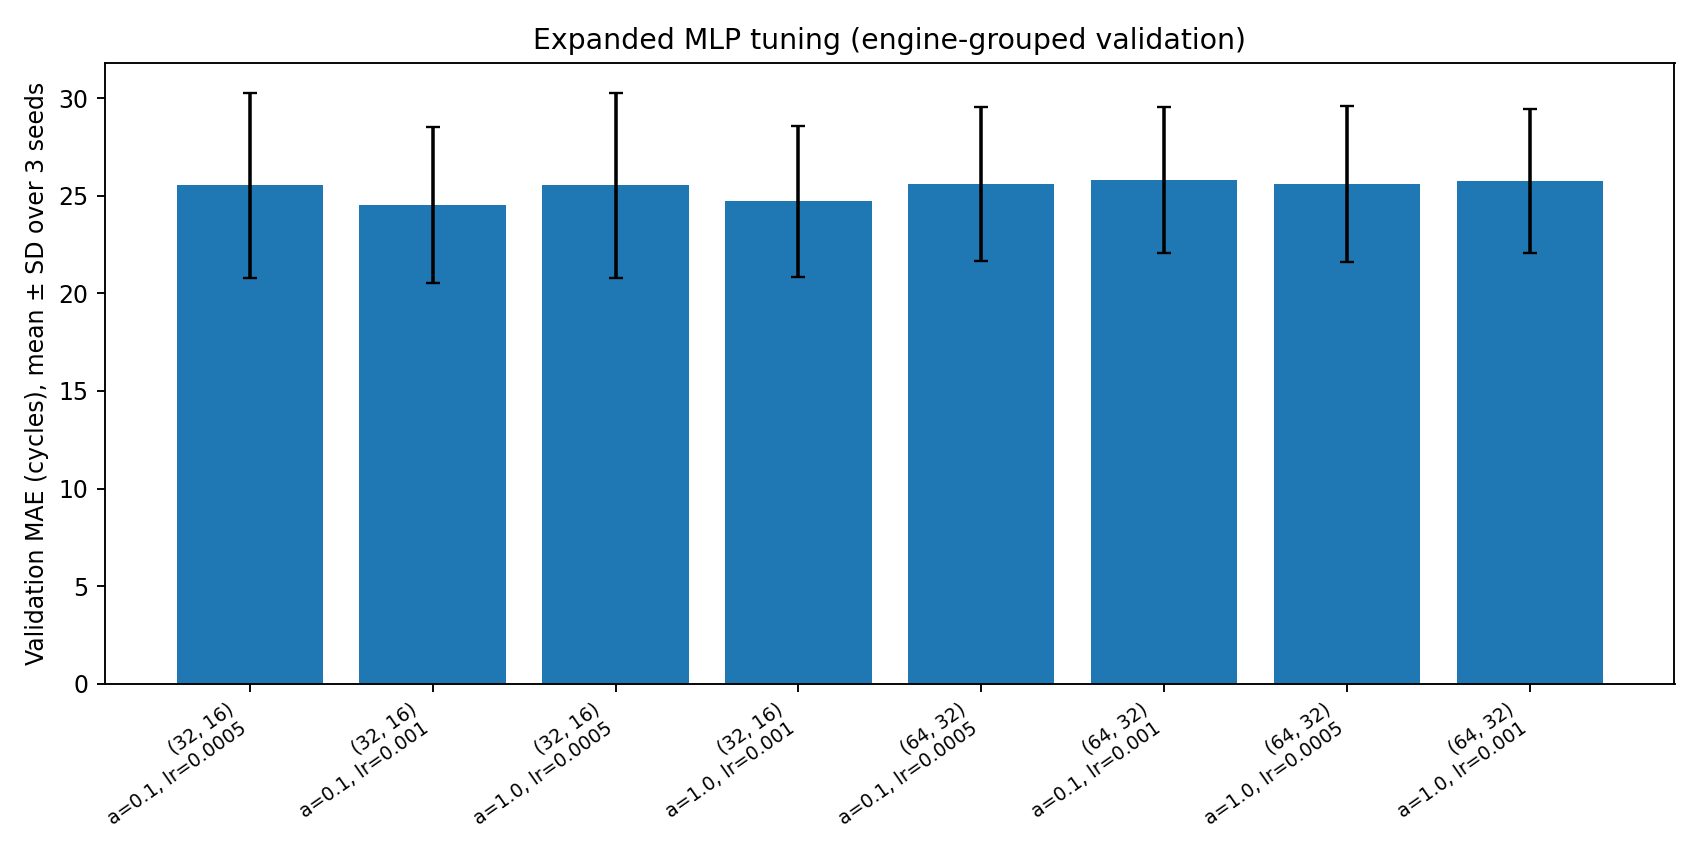 Expanded MLP tuning (engine-grouped validation)
Validation MAE (cycles), mean ± SD over 3 seeds
30
25
20
15
10
5
0
(32, 16)
a=0.1, lr=0.0005
(32, 16)
a=0.1, lr=0.001
(32, 16)
a=1.0, lr=0.0005
(32, 16)
a=1.0, lr=0.001
(64, 32)
a=0.1, lr=0.0005
(64, 32)
a=0.1, lr=0.001
(64, 32)
a=1.0, lr=0.0005
(64, 32)
a=1.0, lr=0.001